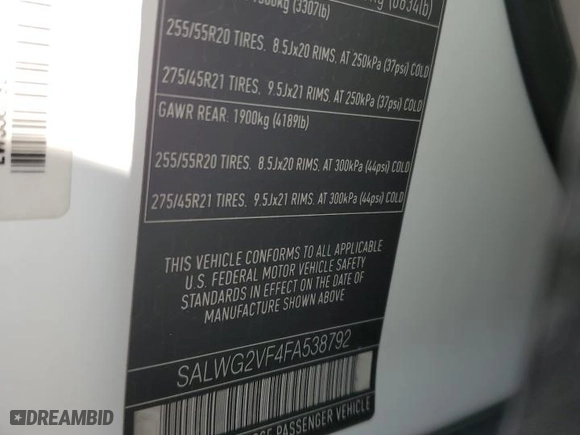 (3307lb)
255/55R20 TIRES. 8.5Jx20 RIMS. AT 250kPa (37psi) COLD
275/45R21 TIRES. 9.5Jx21 RIMS. AT 250kPa (37psi) COLD
GAWR REAR. 1900kg (4189lb)
255/55R20 TIRES. 8.5Jx20 RIMS. AT 300kPa (44psi) COLD
275/45R21 TIRES. 9.5Jx21 RIMS. AT 300kPa (44psi) COLD
THIS VEHICLE CONFORMS TO ALL APPLICABLE
U.S. FEDERAL MOTOR VEHICLE SAFETY
STANDARDS IN EFFECT ON THE DATE OF
MANUFACTURE SHOWN ABOVE
SALWG2VF4FA538792
PASSENGER VEHICLE
DREAMBID